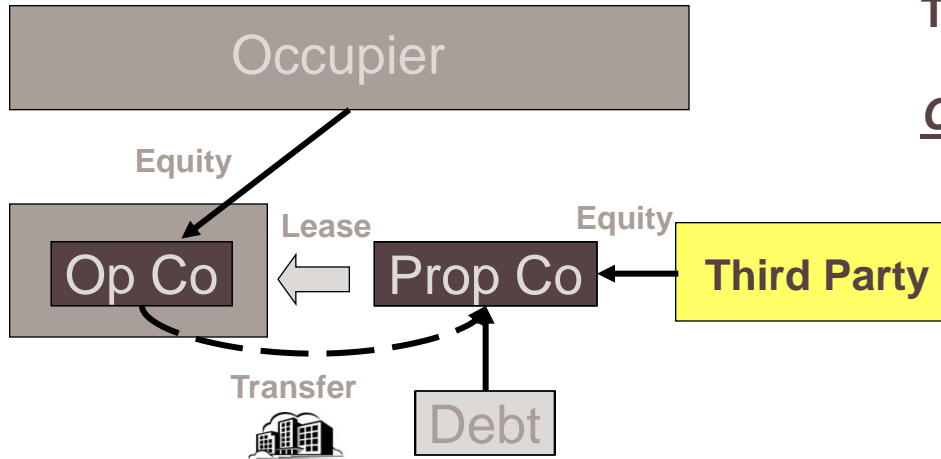 Occupier
Equity
Lease
Equity
Op Co
Prop Co
Third Party
Transfer
Debt